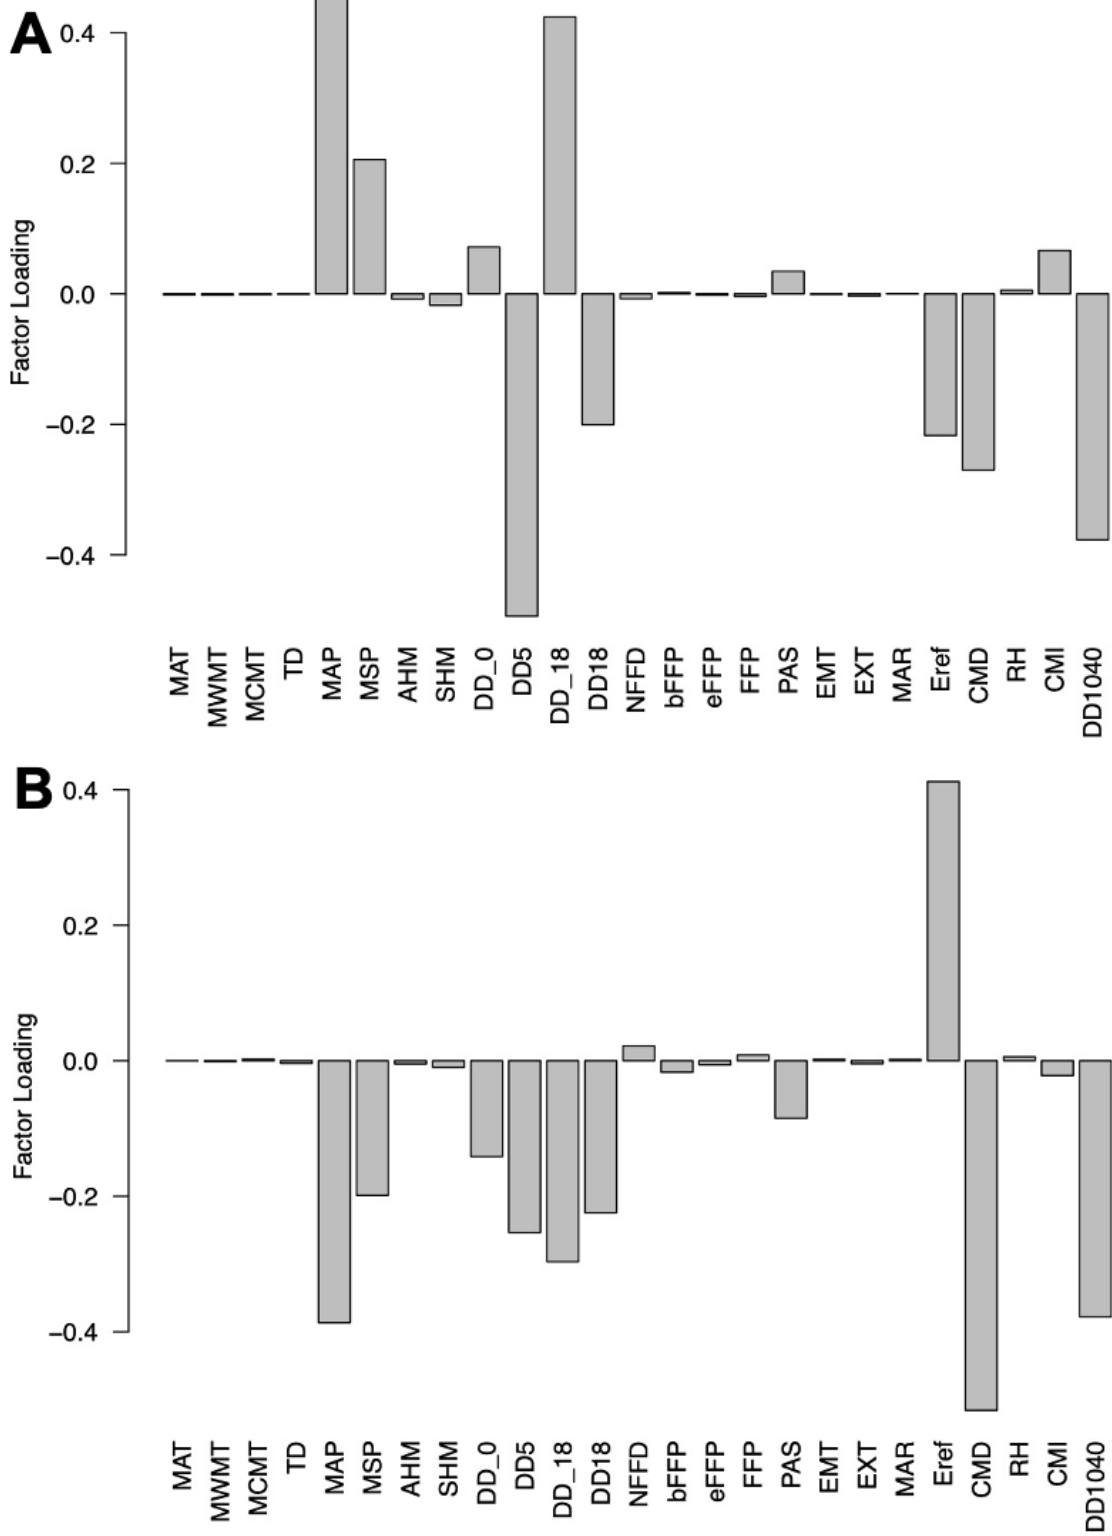 A
0.4
0.2
0.0
−0.2
−0.4
Factor Loading
MAT
MWMT
MCMT
TD
MAP
MSP
AHM
SHM
DD_0
DD5
DD_18
DD18
NFFD
bFFP
eFFP
FFP
PAS
EMT
EXT
MAR
Eref
CMD
RH
CMI
DD1040
B
0.4
0.2
0.0
−0.2
−0.4
Factor Loading
MAT
MWMT
MCMT
TD
MAP
MSP
AHM
SHM
DD_0
DD5
DD_18
DD18
NFFD
bFFP
eFFP
FFP
PAS
EMT
EXT
MAR
Eref
CMD
RH
CMI
DD1040